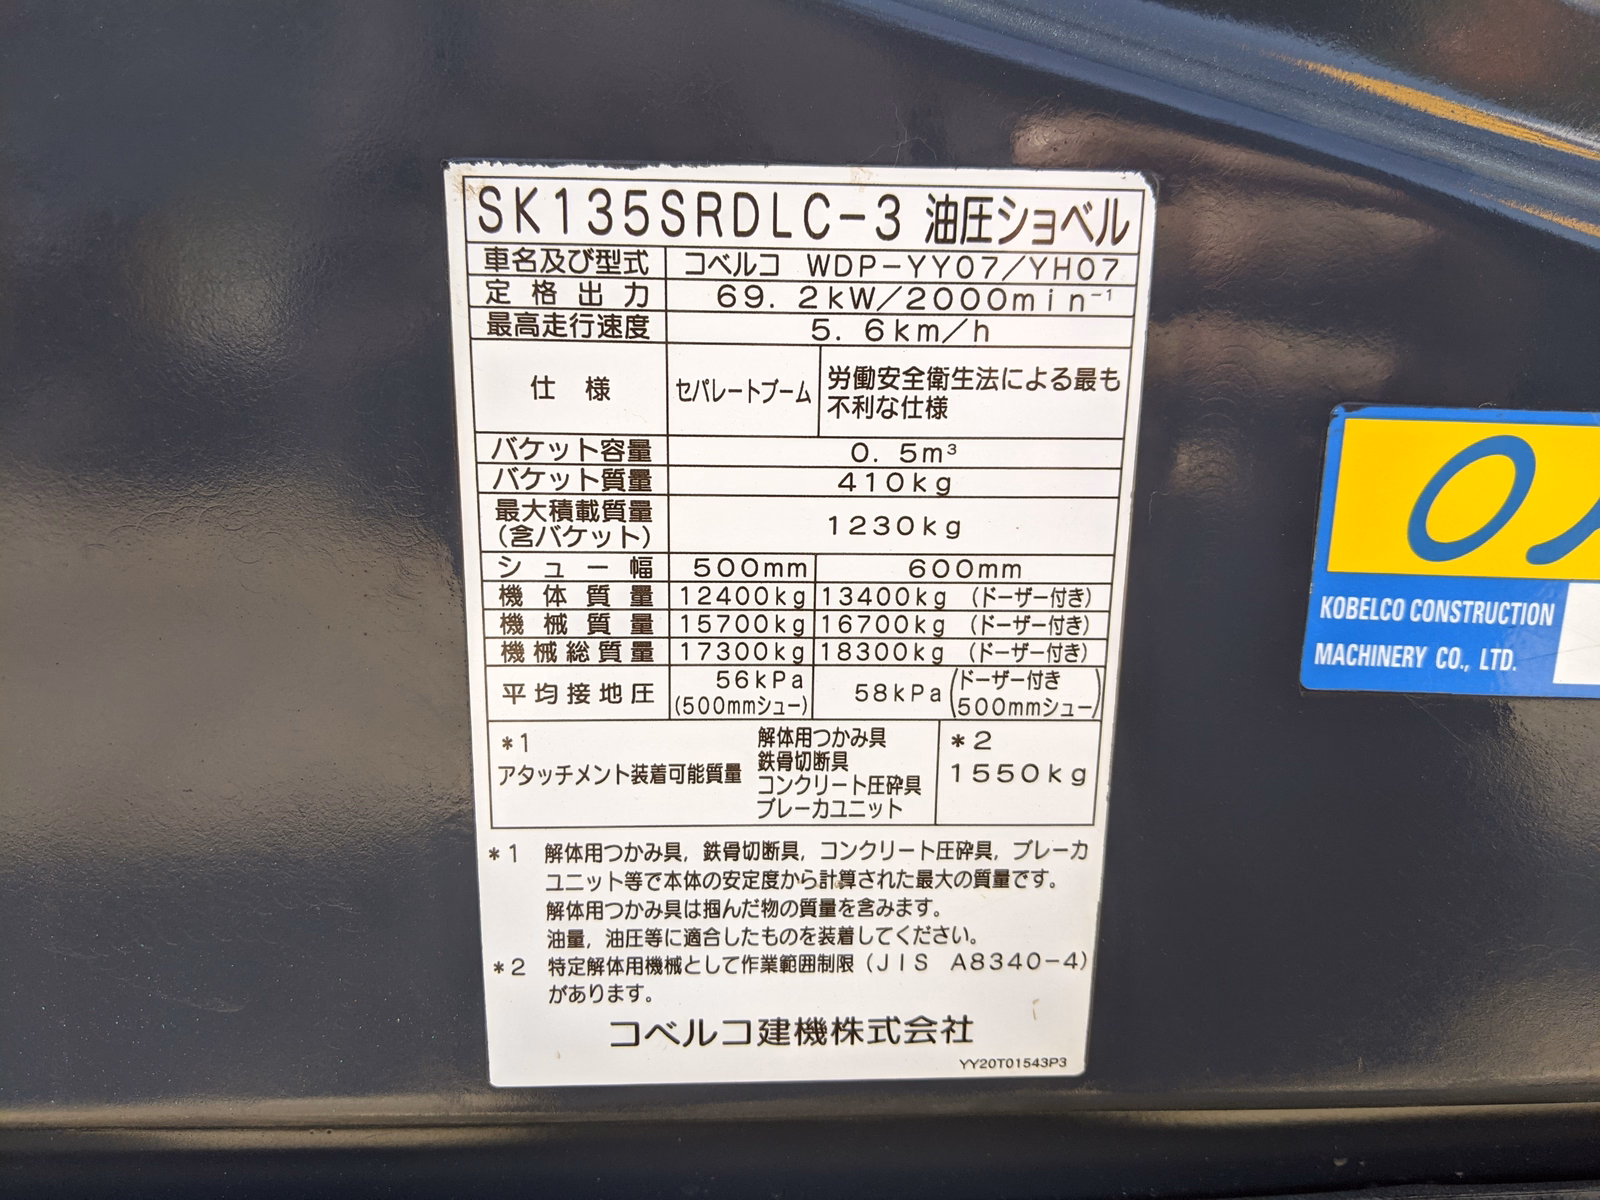 SK135SRDLC-3 油圧ショベル
車名及び型式 コベルコ WDP-YY07/YH07
定格出力 69.2kW/2000min⁻¹
最高走行速度 5.6km/h
仕様 セパレートブーム 労働安全衛生法による最も
不利な仕様
バケット容量 0.5m³
バケット質量 410kg
最大積載質量
(含バケット) 1230kg
シュー幅 500mm 600mm
機体質量 12400kg 13400kg (ドーザー付き)
機械質量 15700kg 16700kg (ドーザー付き)
機械総質量 17300kg 18300kg (ドーザー付き)
平均接地圧 56kPa
(500mmシュー) 58kPa (ドーザー付き
500mmシュー)
*1
アタッチメント装着可能質量
解体用つかみ具
鉄骨切断具
コンクリート圧砕具
ブレーカユニット
*2
1550kg
*1 解体用つかみ具,鉄骨切断具,コンクリート圧砕具,ブレーカ
ユニット等で本体の安定度から計算された最大の質量です。
解体用つかみ具は掴んだ物の質量を含みます。
油量,油圧等に適合したものを装着してください。
*2 特定解体用機械として作業範囲制限(JIS A8340-4)
があります。
コベルコ建機株式会社
YY20T01543P3
KOBELCO CONSTRUCTION
MACHINERY CO., LTD.